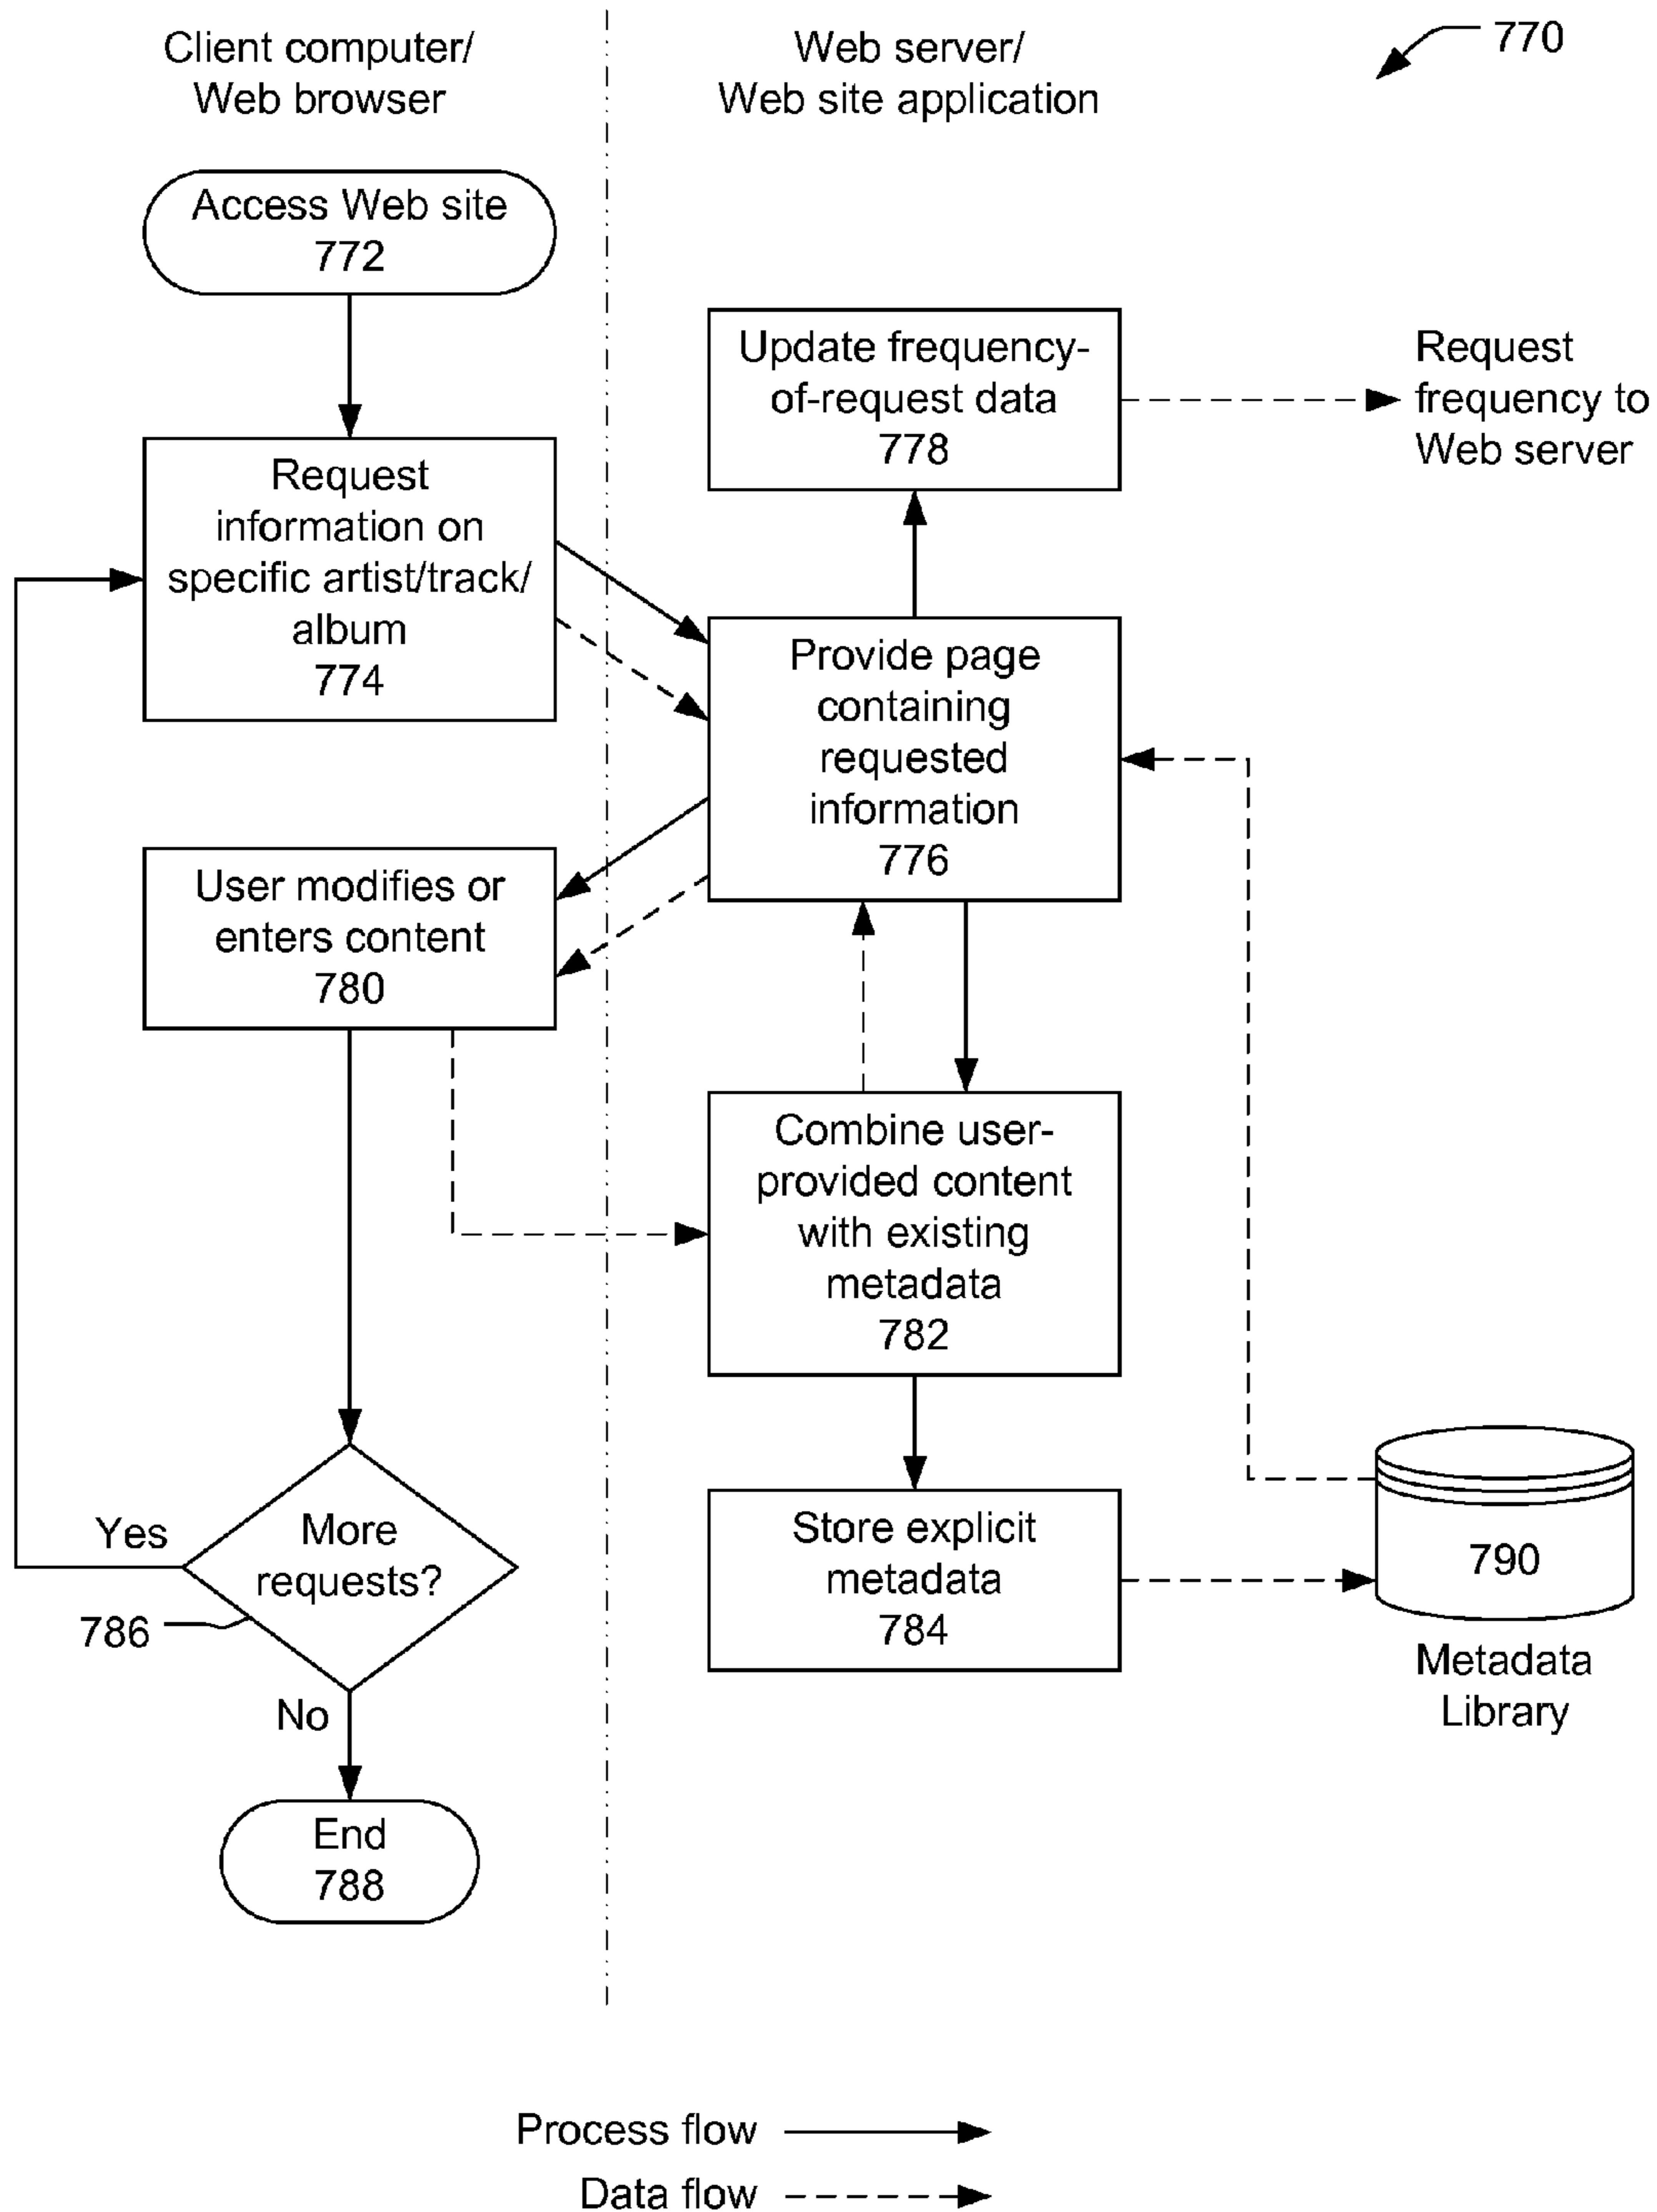 Client computer/
Web browser
Web server/
Web site application
770
Access Web site
772
Update frequency-
of-request data
778
Request
frequency to
Web server
Request
information on
specific artist/track/
album
774
Provide page
containing
requested
information
776
User modifies or
enters content
780
Combine user-
provided content
with existing
metadata
782
Yes
More
requests?
786
No
Store explicit
metadata
784
790
Metadata
Library
End
788
Process flow
Data flow